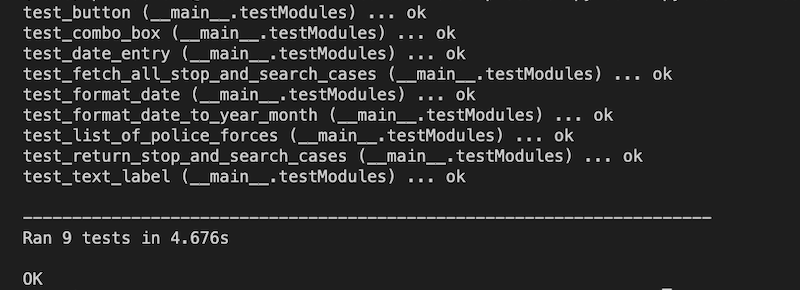 test_button (__main__.testModules) ... ok
test_combo_box (__main__.testModules) ... ok
test_date_entry (__main__.testModules) ... ok
test_fetch_all_stop_and_search_cases (__main__.testModules) ... ok
test_format_date (__main__.testModules) ... ok
test_format_date_to_year_month (__main__.testModules) ... ok
test_list_of_police_forces (__main__.testModules) ... ok
test_return_stop_and_search_cases (__main__.testModules) ... ok
test_text_label (__main__.testModules) ... ok
----------------------------------------------------------------------
Ran 9 tests in 4.676s
OK